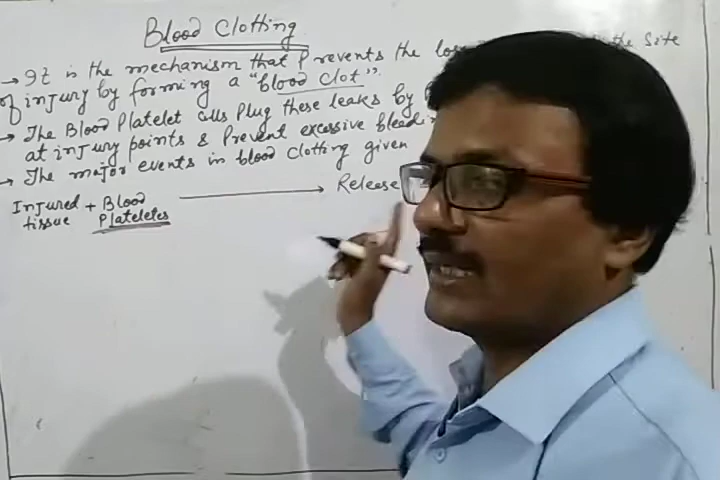 Blood Clotting
→ It is the mechanism that Prevents the the site
of injury by forming a "blood clot".
→ The Blood Platelet cells Plug these leaks by
at injury points & Prevent excessive
→ The major events in blood clotting given
Injured + Blood → Release
tissue Plateletes